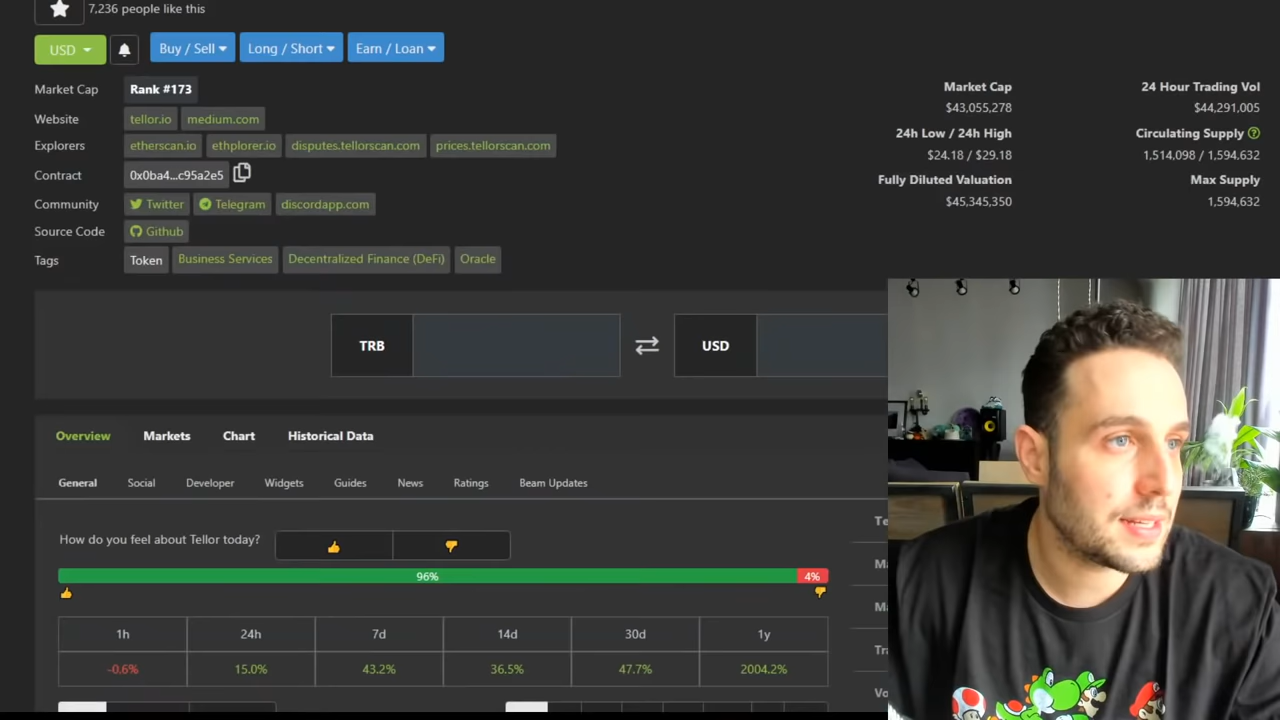 7,236 people like this
USD
Buy / Sell
Long / Short
Earn / Loan
Market Cap Rank #173
Website tellor.io medium.com
Explorers etherscan.io ethplorer.io disputes.tellorscan.com prices.tellorscan.com
Contract 0x0ba4...c95a2e5
Community Twitter Telegram discordapp.com
Source Code Github
Tags Token Business Services Decentralized Finance (DeFi) Oracle
Market Cap
$43,055,278
24 Hour Trading Vol
$44,291,005
24h Low / 24h High
$24.18 / $29.18
Circulating Supply
1,514,098 / 1,594,632
Fully Diluted Valuation
$45,345,350
Max Supply
1,594,632
TRB
USD
Overview Markets Chart Historical Data
General Social Developer Widgets Guides News Ratings Beam Updates
How do you feel about Tellor today?
96% 4%
1h 24h 7d 14d 30d 1y
-0.6% 15.0% 43.2% 36.5% 47.7% 2004.2%